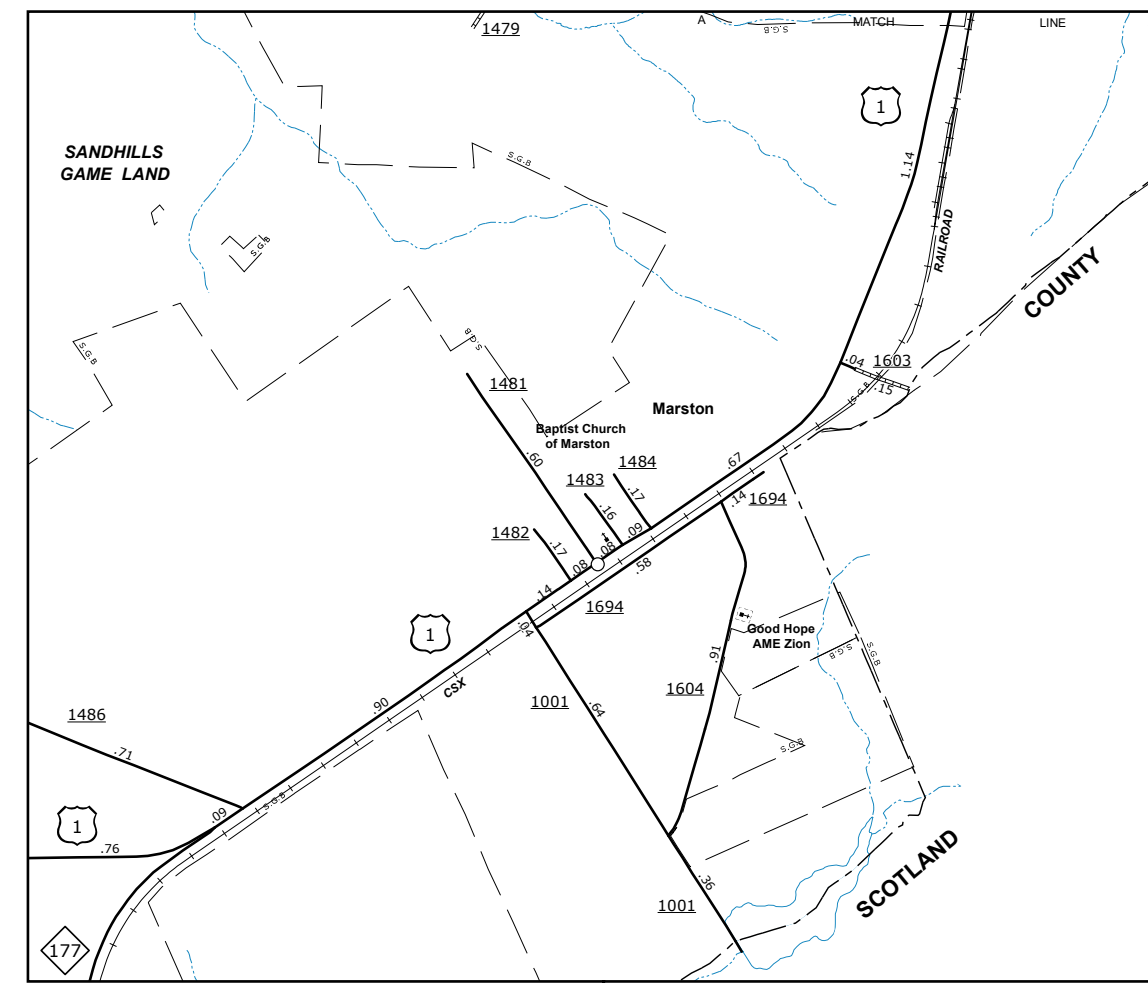 1479
A
MATCH
LINE
S.G.B
1
SANDHILLS
GAME LAND
S.G.B
1.14
RAILROAD
S.G.B
COUNTY
S.G.B
S.G.B
.04
1603
.15
S.G.B
1481
Marston
Baptist Church
of Marston
.60
1484
.67
1483
.17
.14
1694
.16
1482
.09
.17
.08
.08
.58
.14
1694
1
.04
Good Hope
AME Zion
S.G.B
S.G.B
.91
1604
CSX
.90
1001
.64
1486
.71
S.G.B
S.G.B
.09
1
.76
SCOTLAND
.36
1001
177